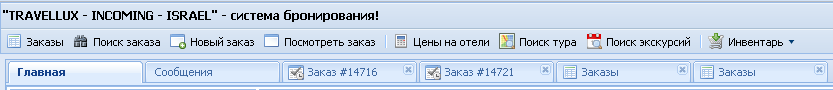 "TRAVELLUX - INCOMING - ISRAEL" - система бронирования!
Заказы Поиск заказа Новый заказ Посмотреть заказ Цены на отели Поиск тура Поиск экскурсий Инвентарь
Главная Сообщения Заказ #14716 Заказ #14721 Заказы Заказы